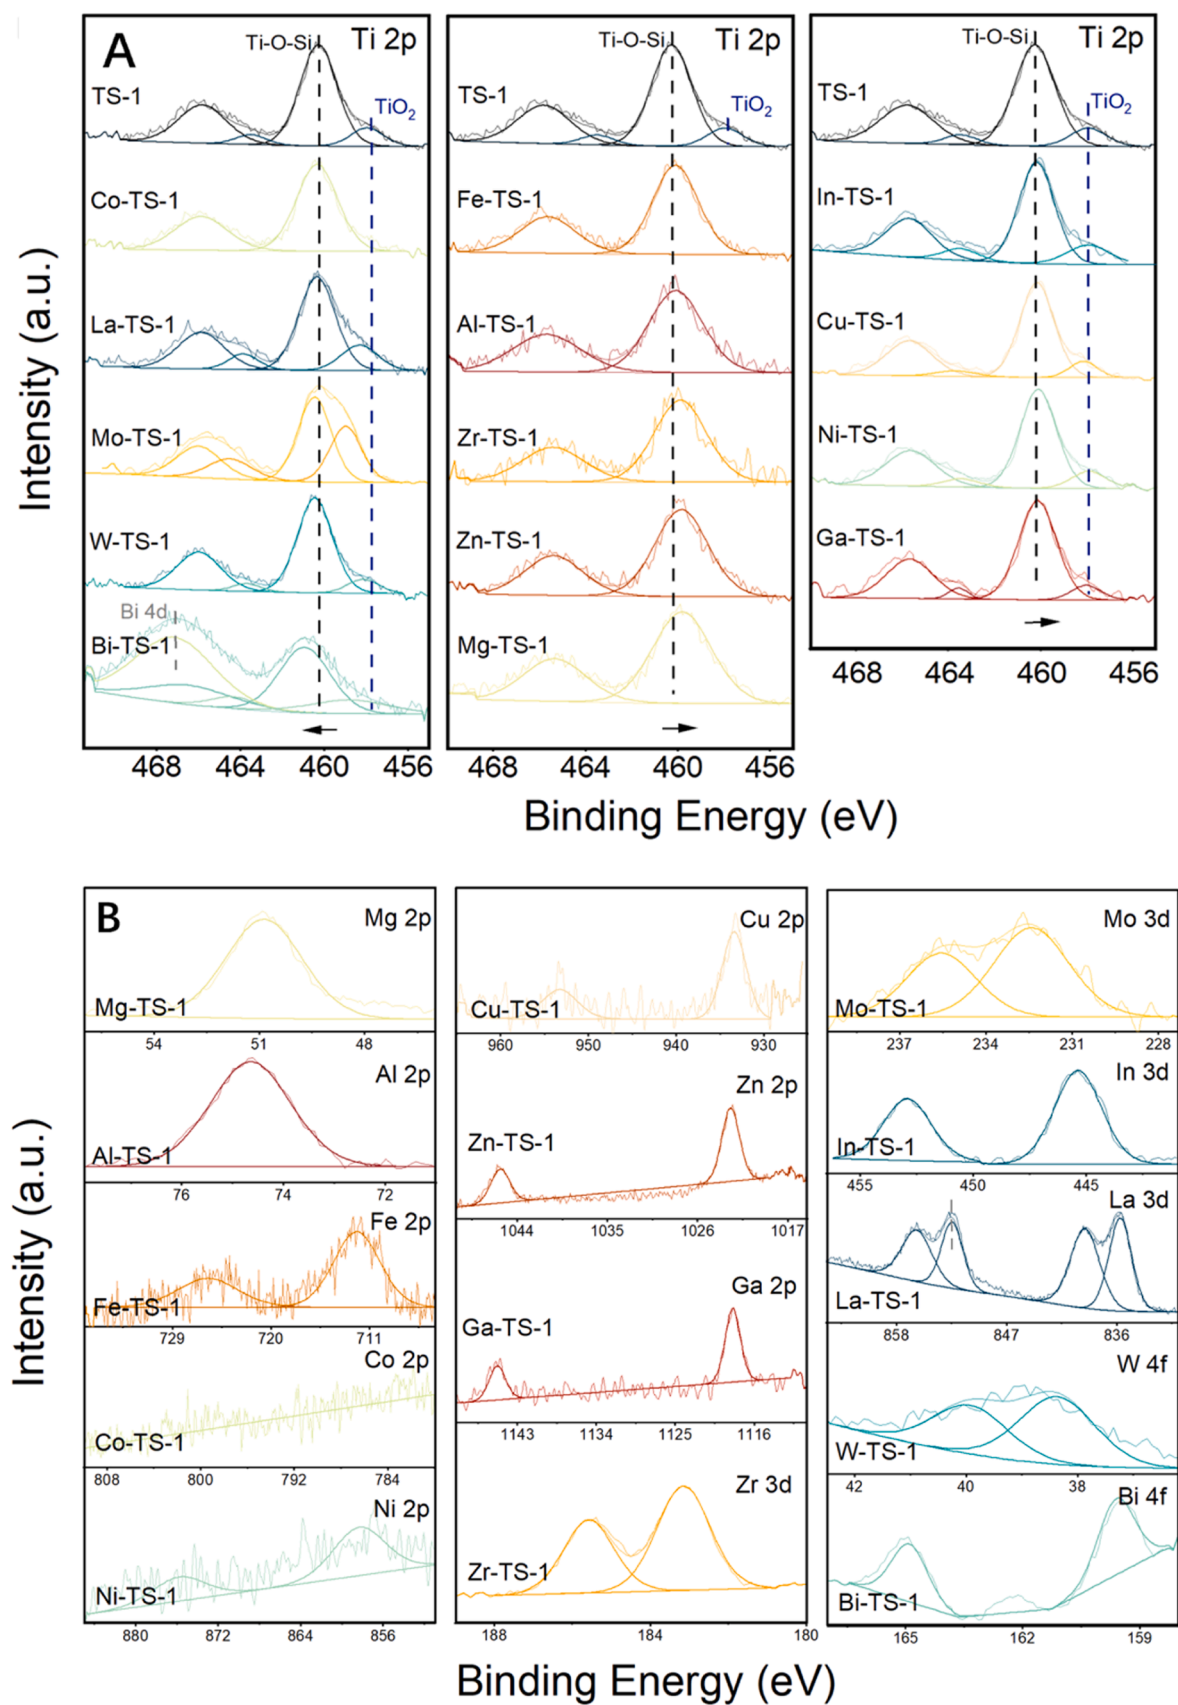 A
Ti-O-Si
Ti 2p
TS-1
TiO₂
Co-TS-1
La-TS-1
Mo-TS-1
W-TS-1
Bi 4d
Bi-TS-1
468 464 460 456
Ti-O-Si
Ti 2p
TS-1
TiO₂
Fe-TS-1
Al-TS-1
Zr-TS-1
Zn-TS-1
Mg-TS-1
468 464 460 456
Ti-O-Si
Ti 2p
TS-1
TiO₂
In-TS-1
Cu-TS-1
Ni-TS-1
Ga-TS-1
468 464 460 456
Intensity (a.u.)
Binding Energy (eV)
B
Mg 2p
Mg-TS-1
54 51 48
Al 2p
Al-TS-1
76 74 72
Fe 2p
Fe-TS-1
729 720 711
Co 2p
Co-TS-1
808 800 792 784
Ni 2p
Ni-TS-1
880 872 864 856
Cu 2p
Cu-TS-1
960 950 940 930
Zn 2p
Zn-TS-1
1044 1035 1026 1017
Ga 2p
Ga-TS-1
1143 1134 1125 1116
Zr 3d
Zr-TS-1
188 184 180
Mo 3d
Mo-TS-1
237 234 231 228
In 3d
In-TS-1
455 450 445
La 3d
La-TS-1
858 847 836
W 4f
W-TS-1
42 40 38
Bi 4f
Bi-TS-1
165 162 159
Intensity (a.u.)
Binding Energy (eV)